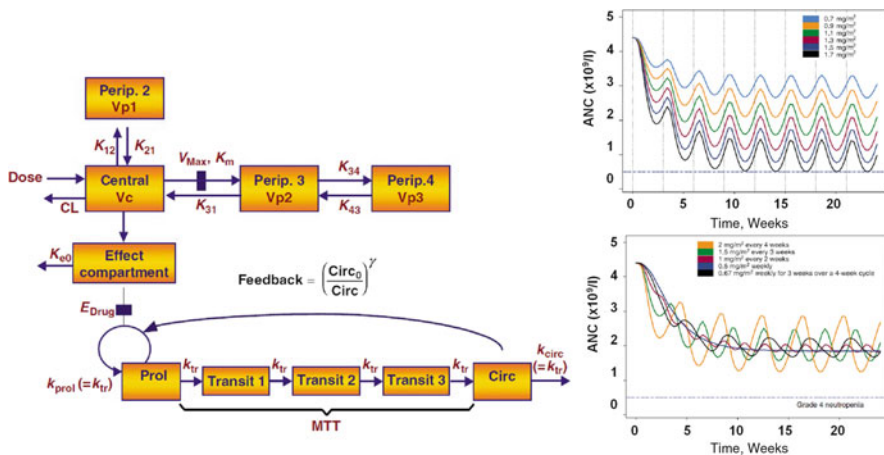 Perip. 2
Vp1
K12
K21
Dose
CL
Central
Vc
VMax, Km
K31
Perip. 3
Vp2
K34
K43
Perip.4
Vp3
Ke0
Effect
compartment
EDrug
Feedback = (Circ0/Circ)^γ
kprol (=ktr)
Prol
ktr
Transit 1
ktr
Transit 2
ktr
Transit 3
ktr
Circ
kcirc
(=ktr)
MTT
ANC (x10⁹/l)
5
4
3
2
1
0
0.7 mg/m²
0.9 mg/m²
1.1 mg/m²
1.3 mg/m²
1.5 mg/m²
1.7 mg/m²
0 5 10 15 20
Time, Weeks
ANC (x10⁹/l)
5
4
3
2
1
0
2 mg/m² every 4 weeks
1.5 mg/m² every 3 weeks
1 mg/m² every 2 weeks
0.5 mg/m² weekly
0.67 mg/m² weekly for 3 weeks over a 4-week cycle
Grade 4 neutropenia
0 5 10 15 20
Time, Weeks